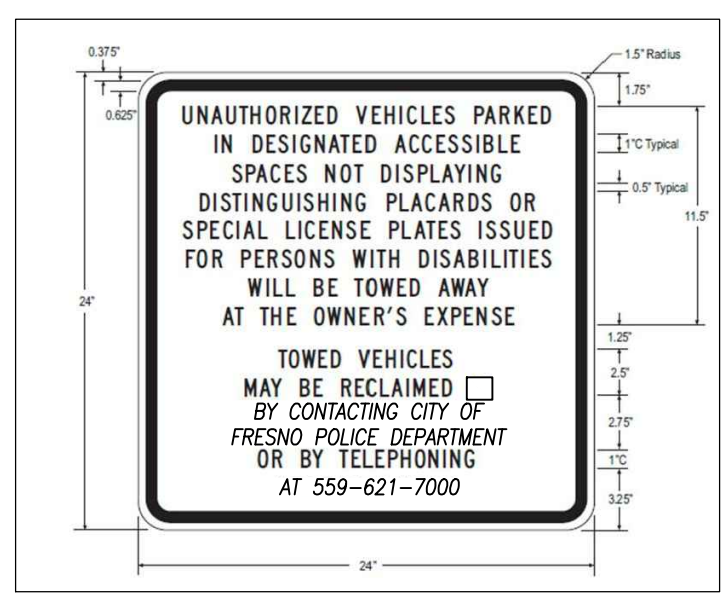 0.375"
0.625"
1.5" Radius
1.75"
UNAUTHORIZED VEHICLES PARKED
IN DESIGNATED ACCESSIBLE
SPACES NOT DISPLAYING
DISTINGUISHING PLACARDS OR
SPECIAL LICENSE PLATES ISSUED
FOR PERSONS WITH DISABILITIES
WILL BE TOWED AWAY
AT THE OWNER'S EXPENSE
TOWED VEHICLES
MAY BE RECLAIMED
BY CONTACTING CITY OF
FRESNO POLICE DEPARTMENT
OR BY TELEPHONING
AT 559-621-7000
1"C Typical
0.5" Typical
11.5"
24"
1.25"
2.5"
2.75"
1"C
3.25"
24"